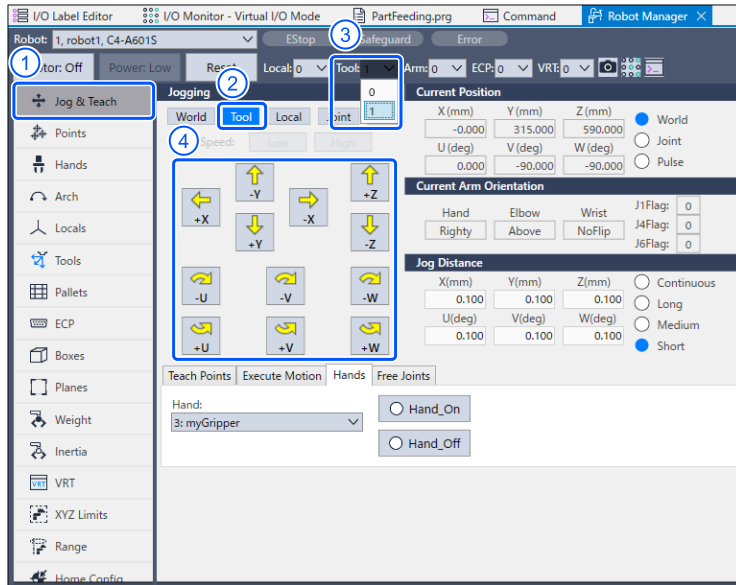 I/O Label Editor I/O Monitor - Virtual I/O Mode PartFeeding.prg Command Robot Manager
Robot: 1, robot1, C4-A601S EStop Safeguard Error
Motor: Off Power: Low Reset Local: 0 Tool: 1 Arm: 0 ECP: 0 VRT: 0
1
2
3
4
0
1
Jog & Teach
Points
Hands
Arch
Locals
Tools
Pallets
ECP
Boxes
Planes
Weight
Inertia
VRT
XYZ Limits
Range
Home Config
Jogging
World Tool Local Joint
Speed: Low High
-Y +Z
+X -X
+Y -Z
-U -V -W
+U +V +W
Current Position
X (mm) Y (mm) Z (mm)
-0.000 315.000 590.000
U (deg) V (deg) W (deg)
0.000 -90.000 -90.000
World
Joint
Pulse
Current Arm Orientation
Hand Elbow Wrist
Righty Above NoFlip
J1Flag: 0
J4Flag: 0
J6Flag: 0
Jog Distance
X(mm) Y(mm) Z(mm)
0.100 0.100 0.100
U(deg) V(deg) W(deg)
0.100 0.100 0.100
Continuous
Long
Medium
Short
Teach Points Execute Motion Hands Free Joints
Hand:
3: myGripper
Hand_On
Hand_Off